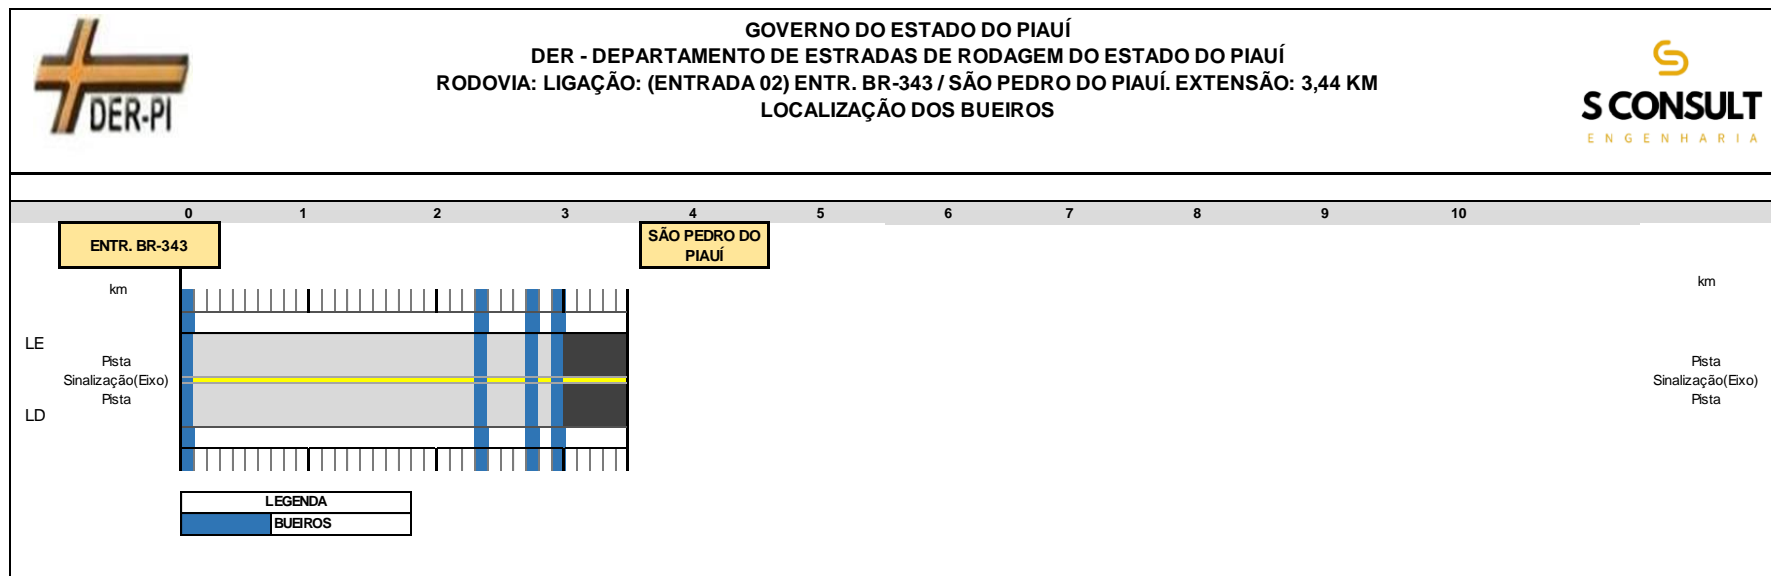 GOVERNO DO ESTADO DO PIAUÍ
DER - DEPARTAMENTO DE ESTRADAS DE RODAGEM DO ESTADO DO PIAUÍ
RODOVIA: LIGAÇÃO: (ENTRADA 02) ENTR. BR-343 / SÃO PEDRO DO PIAUÍ. EXTENSÃO: 3,44 KM
LOCALIZAÇÃO DOS BUEIROS
DER-PI
S CONSULT
ENGENHARIA
0 1 2 3 4 5 6 7 8 9 10
ENTR. BR-343
SÃO PEDRO DO
PIAUÍ
km
km
LE
Pista
Sinalização(Eixo)
Pista
LD
Pista
Sinalização(Eixo)
Pista
LEGENDA
BUEIROS